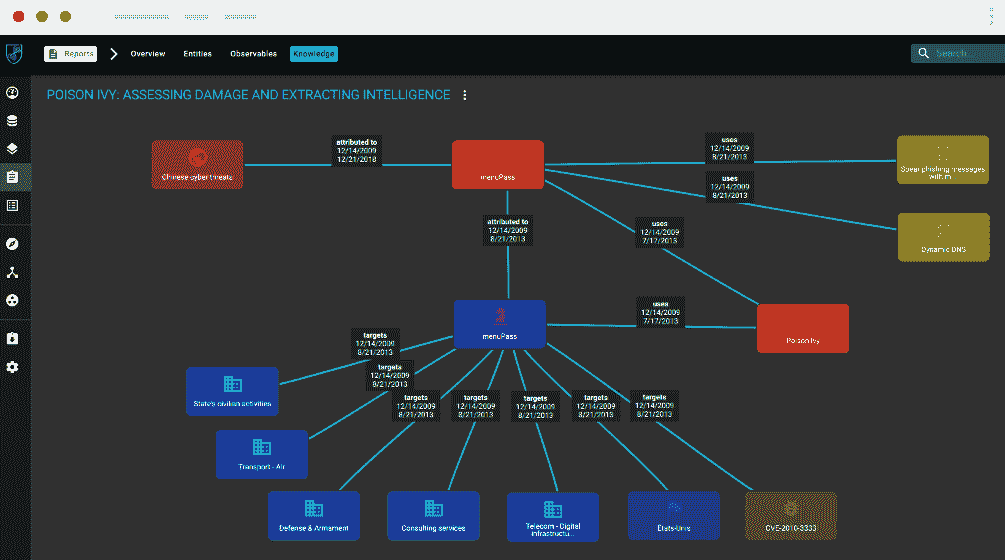 Reports
Overview
Entities
Observables
Knowledge
Search
POISON IVY: ASSESSING DAMAGE AND EXTRACTING INTELLIGENCE
attributed to
12/14/2009
12/21/2018
uses
12/14/2009
8/21/2013
Chinese cyber threats
menuPass
Spear phishing messages
with m
uses
12/14/2009
8/21/2013
attributed to
12/14/2009
8/21/2013
uses
12/14/2009
7/17/2013
Dynamic DNS
menuPass
uses
12/14/2009
7/17/2013
Poison Ivy
targets
12/14/2009
8/21/2013
targets
12/14/2009
8/21/2013
State's civilian activities
targets
12/14/2009
8/21/2013
targets
12/14/2009
8/21/2013
targets
12/14/2009
8/21/2013
targets
12/14/2009
8/21/2013
targets
12/14/2009
8/21/2013
Transport - Air
Defense & Armament
Consulting services
Telecom - Digital
infrastructu...
États-Unis
CVE-2010-3333